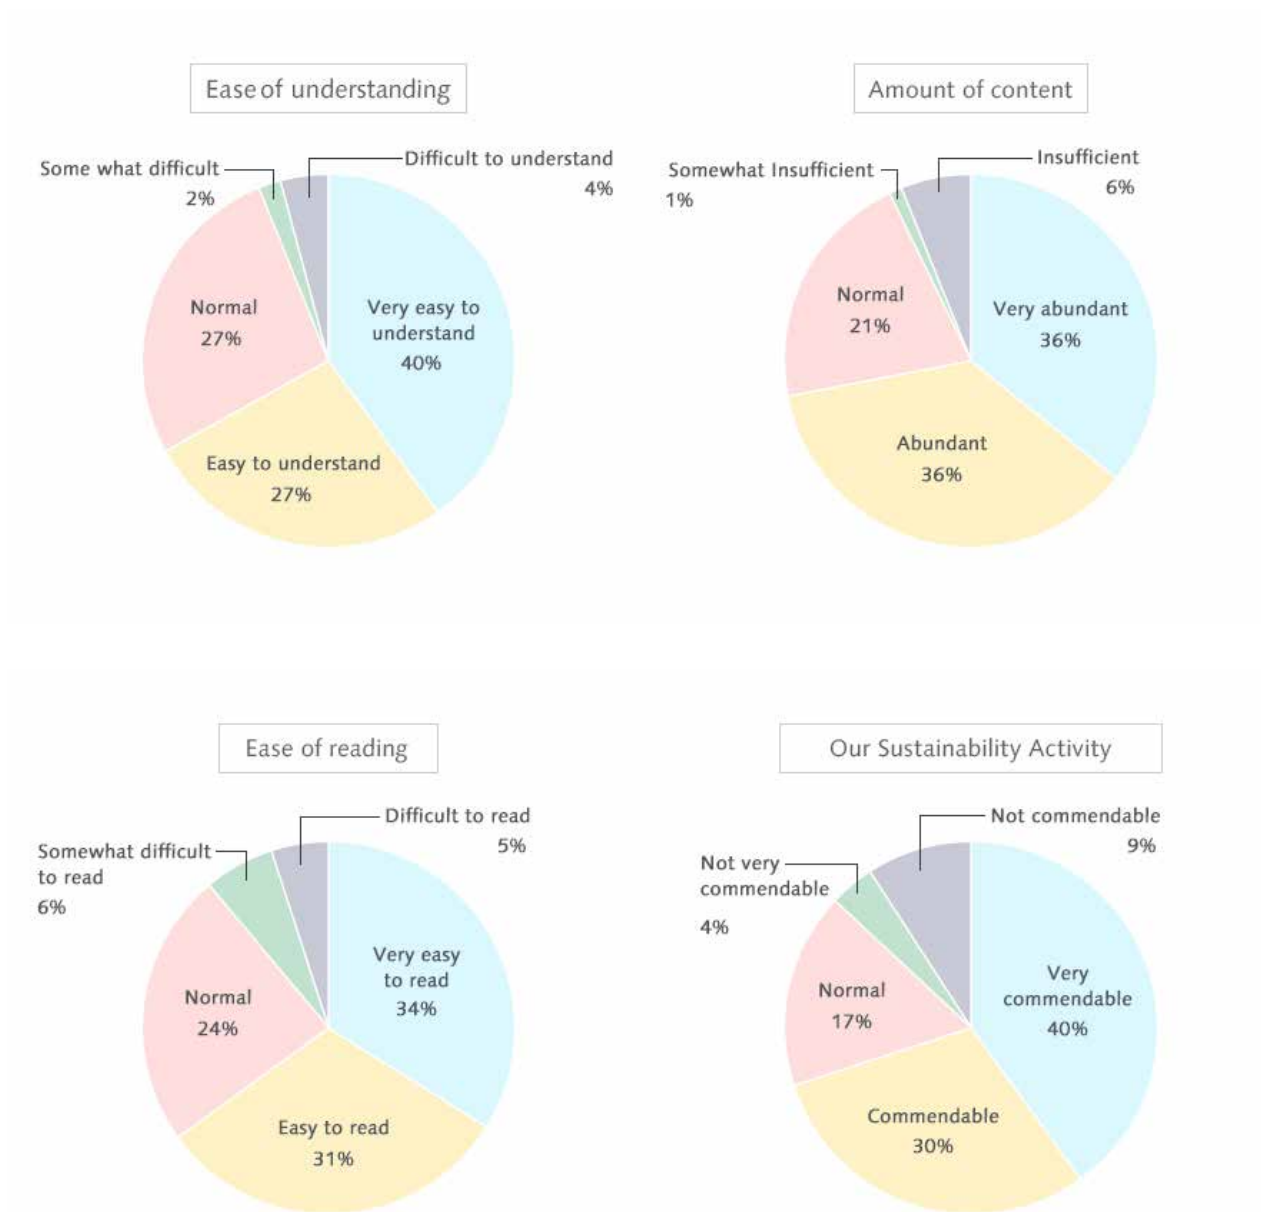 Ease of understanding
Some what difficult
2%
Difficult to understand
4%
Normal
27%
Very easy to
understand
40%
Easy to understand
27%
Amount of content
Somewhat Insufficient
1%
Insufficient
6%
Normal
21%
Very abundant
36%
Abundant
36%
Ease of reading
Difficult to read
5%
Somewhat difficult
to read
6%
Very easy
to read
34%
Normal
24%
Easy to read
31%
Our Sustainability Activity
Not commendable
9%
Not very
commendable
4%
Very
commendable
40%
Normal
17%
Commendable
30%